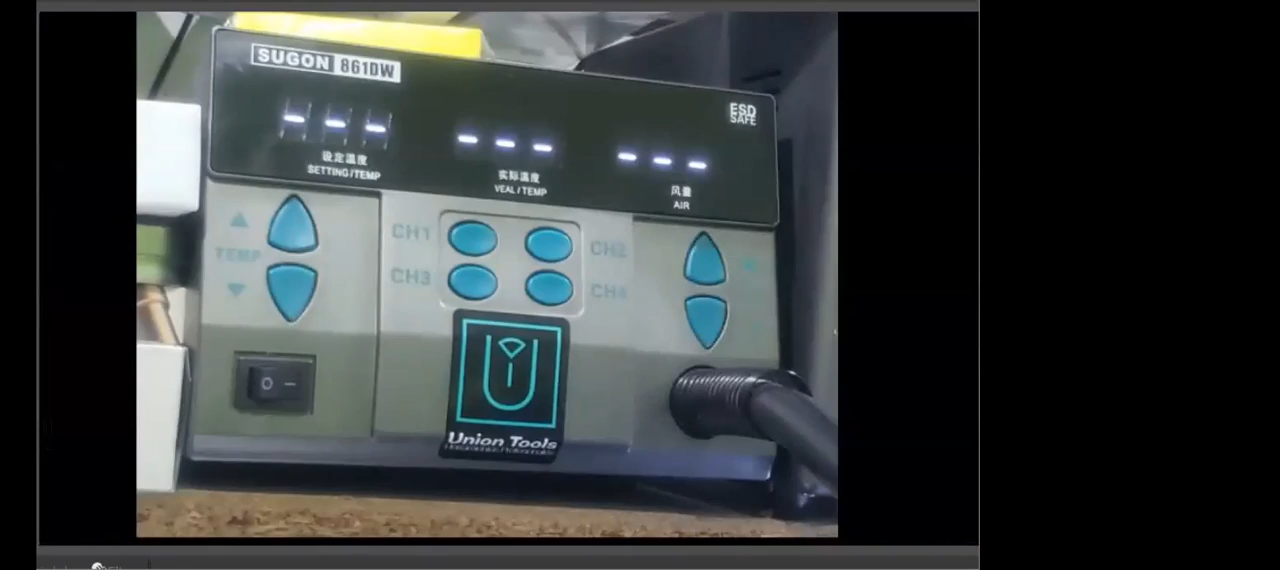 SUGON 861DW
ESD
SAFE
--- --- ---
设定温度
SETTING/TEMP
实际温度
VEAL/TEMP
风量
AIR
▲
TEMP
▼
CH1 CH2
CH3 CH4
O –
Union Tools